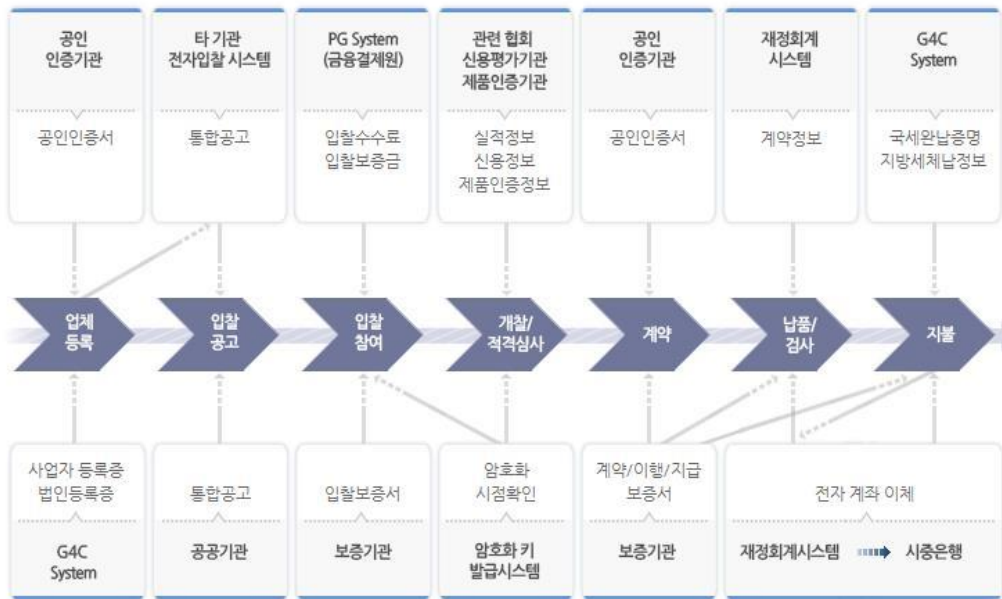 공인
인증기관
공인인증서
타 기관
전자입찰 시스템
통합공고
PG System
(금융결제원)
입찰수수료
입찰보증금
관련 협회
신용평가기관
제품인증기관
실적정보
신용정보
제품인증정보
공인
인증기관
공인인증서
재정회계
시스템
계약정보
G4C
System
국세완납증명
지방세체납정보
업체
등록
입찰
공고
입찰
참여
개찰/
적격심사
계약
납품/
검사
지불
사업자 등록증
법인등록증
G4C
System
통합공고
공공기관
입찰보증서
보증기관
암호화
시점확인
암호화 키
발급시스템
계약/이행/지급
보증서
보증기관
전자 계좌 이체
재정회계시스템 시중은행